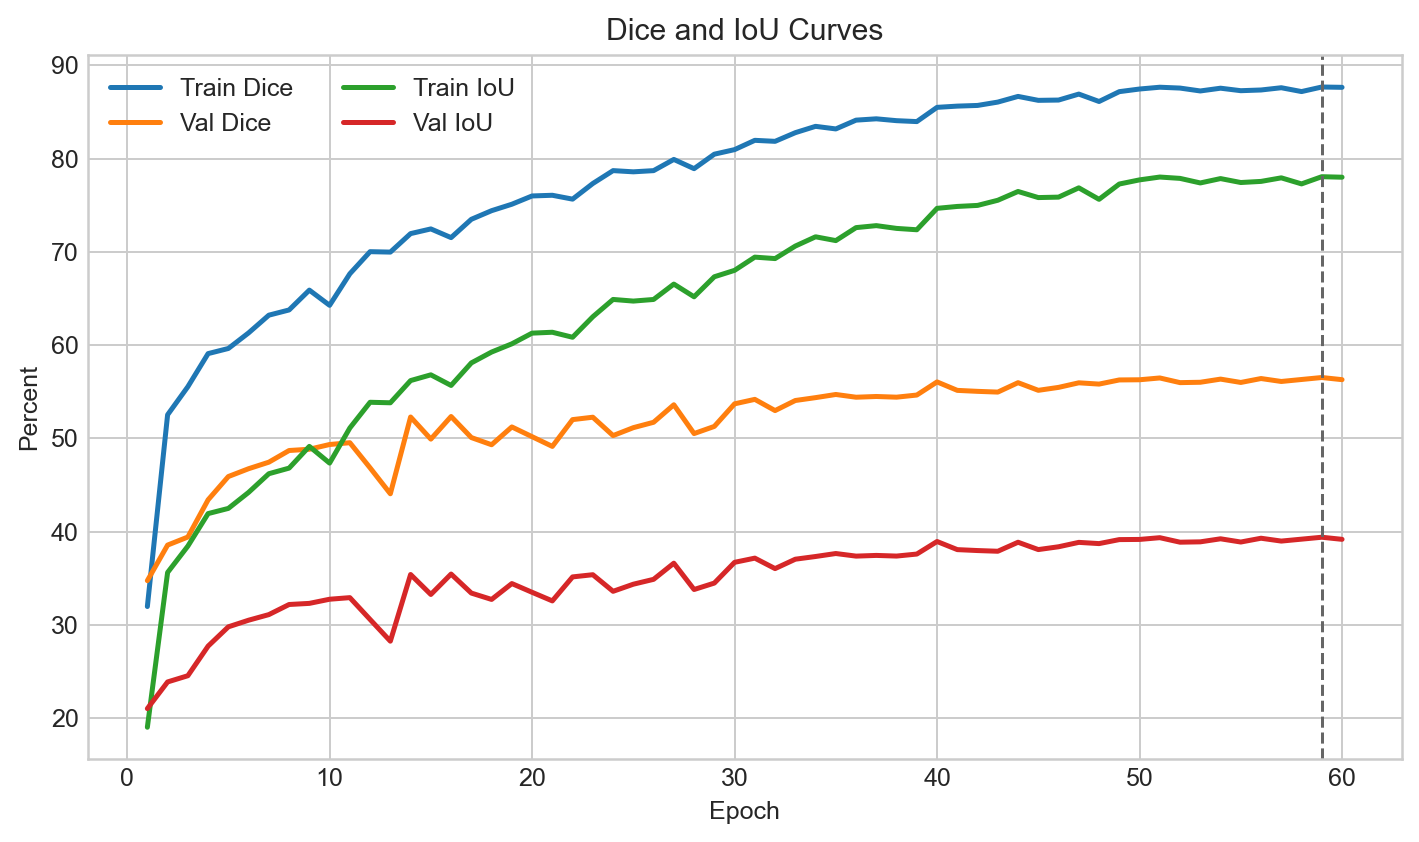 Dice and IoU Curves
Train Dice
Val Dice
Train IoU
Val IoU
Percent
90
80
70
60
50
40
30
20
0 10 20 30 40 50 60
Epoch